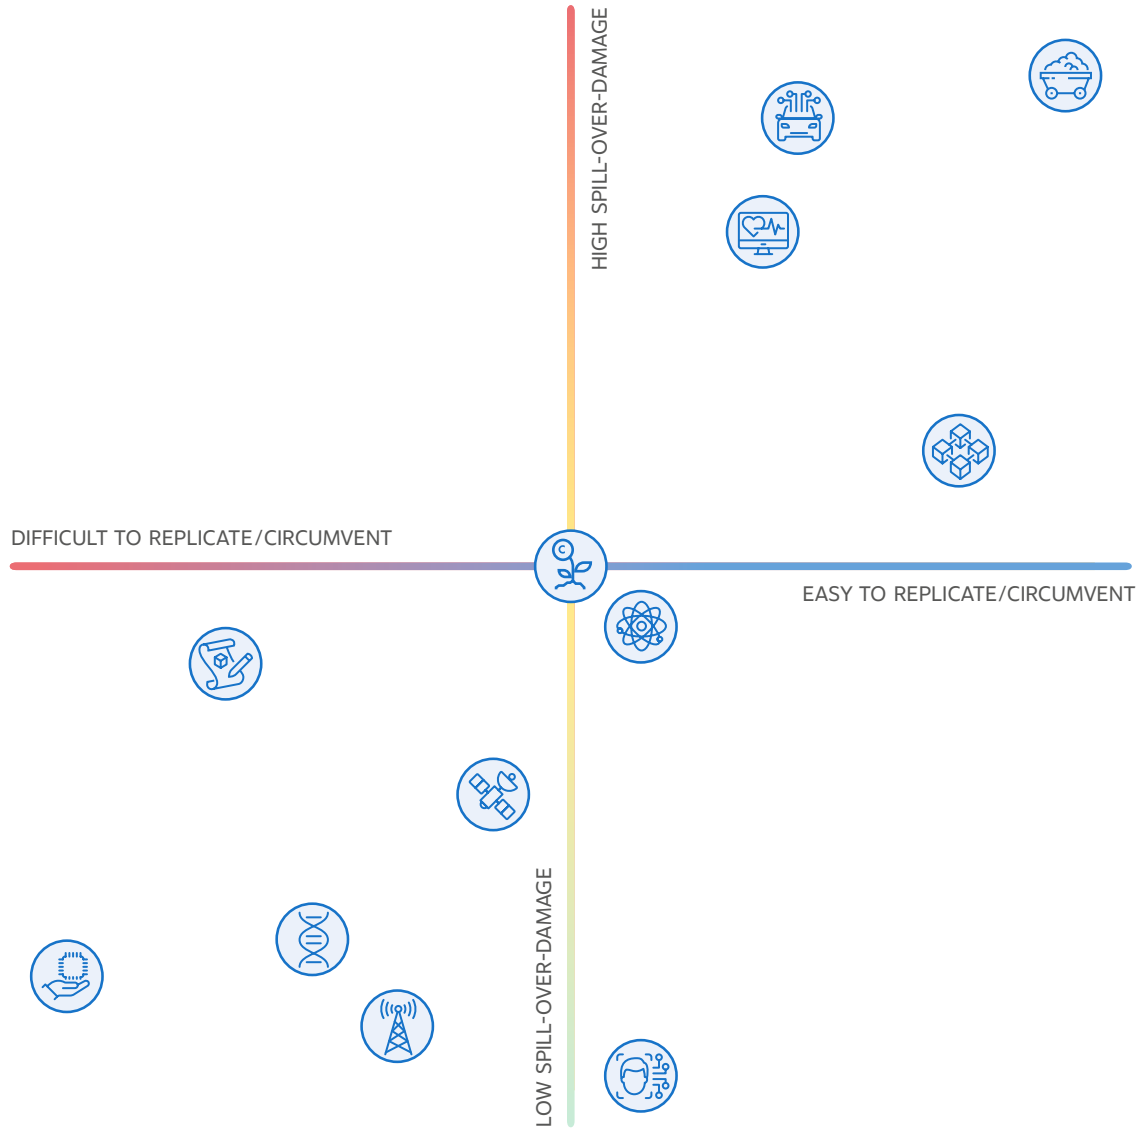 HIGH SPILL-OVER-DAMAGE
DIFFICULT TO REPLICATE/CIRCUMVENT
C
EASY TO REPLICATE/CIRCUMVENT
LOW SPILL-OVER-DAMAGE